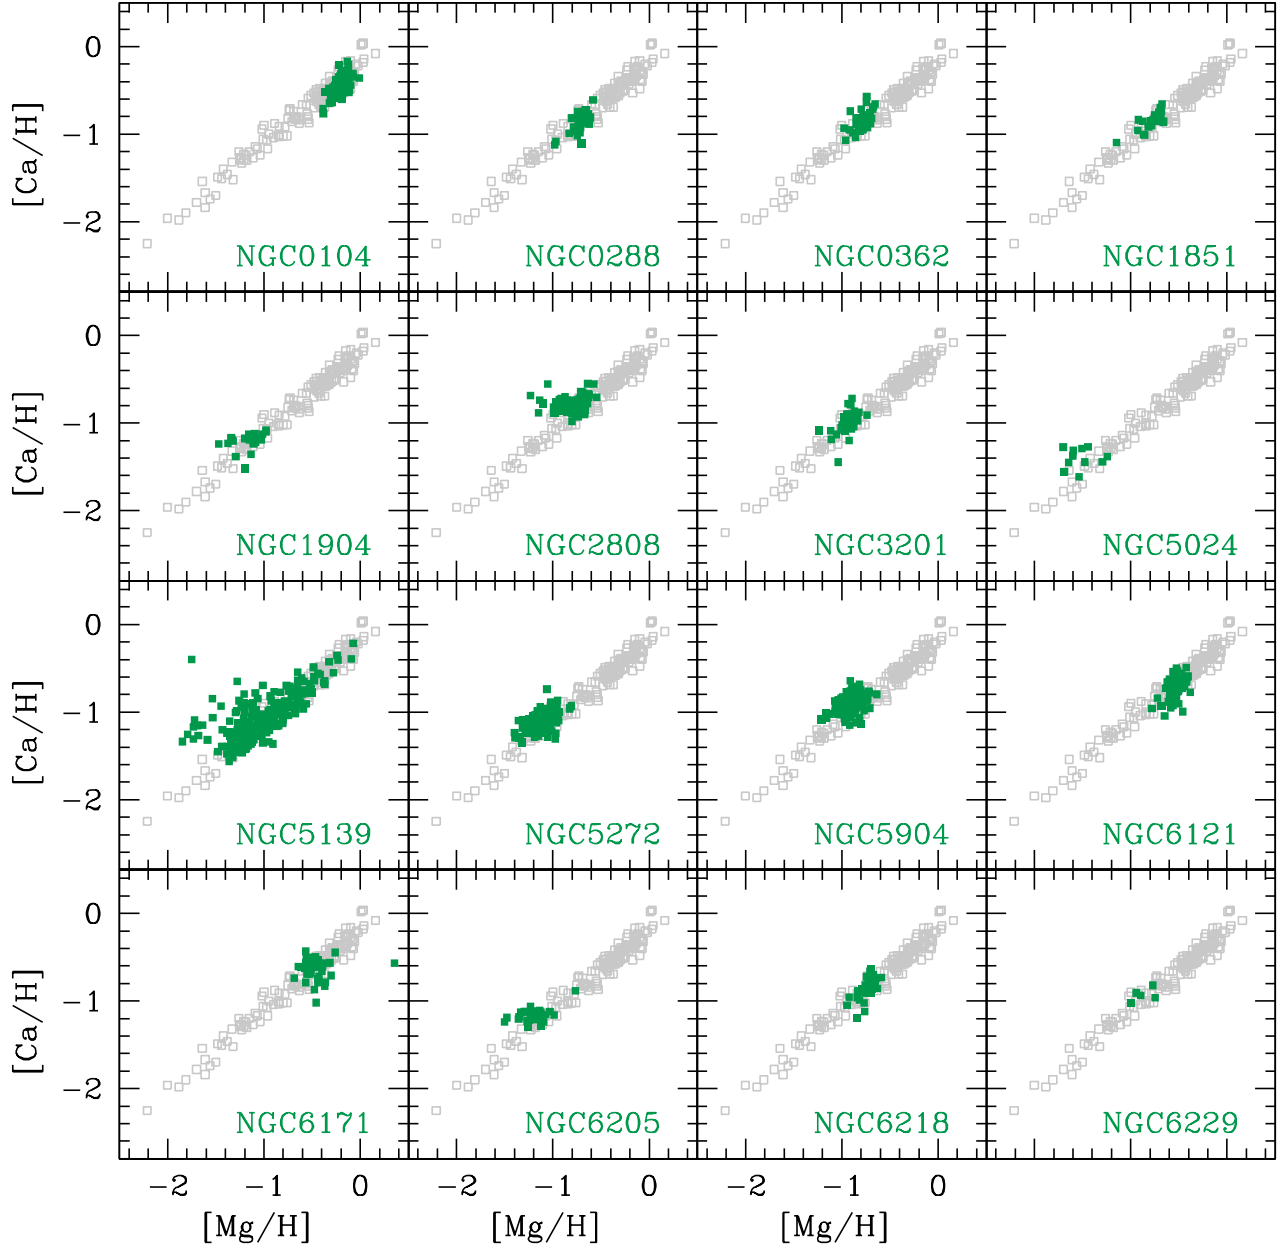 0
−1
−2
[Ca/H]
NGC0104
NGC0288
NGC0362
NGC1851
0
−1
−2
[Ca/H]
NGC1904
NGC2808
NGC3201
NGC5024
0
−1
−2
[Ca/H]
NGC5139
NGC5272
NGC5904
NGC6121
0
−1
−2
[Ca/H]
NGC6171
NGC6205
NGC6218
NGC6229
−2 −1 0 −2 −1 0 −2 −1 0
[Mg/H] [Mg/H] [Mg/H]